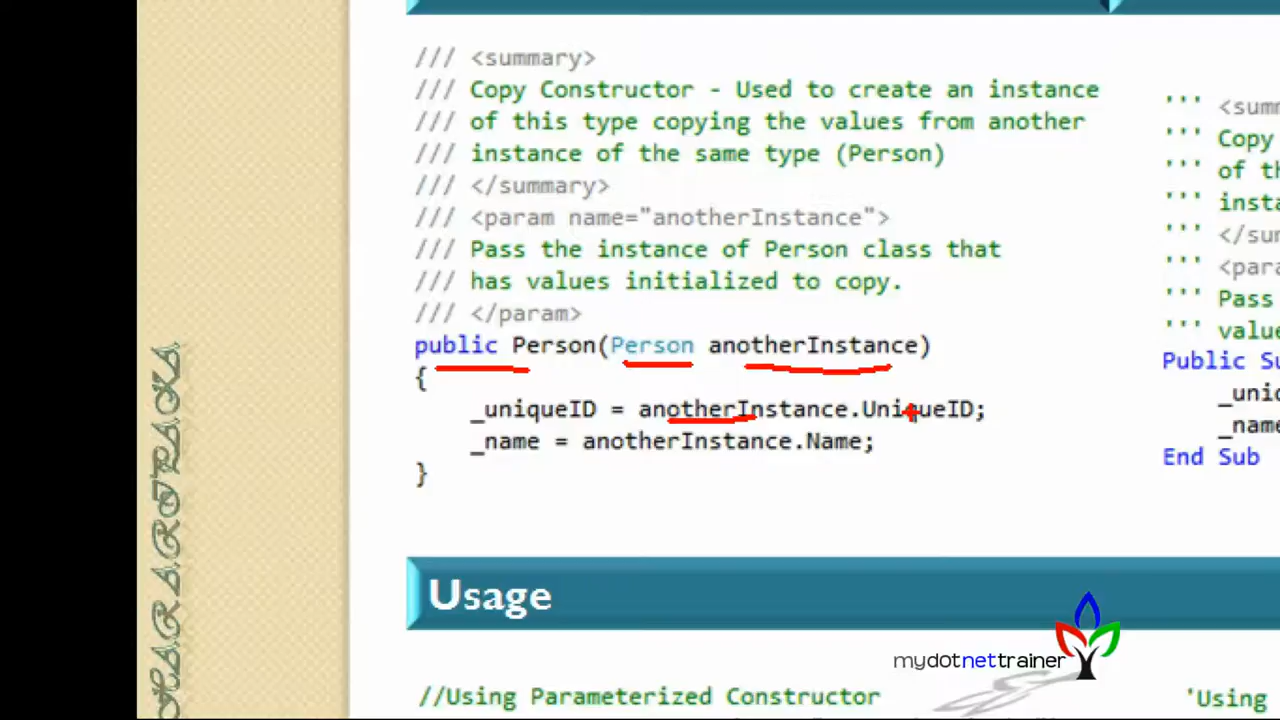 /// <summary>
/// Copy Constructor - Used to create an instance
/// of this type copying the values from another
/// instance of the same type (Person)
/// </summary>
/// <param name="anotherInstance">
/// Pass the instance of Person class that
/// has values initialized to copy.
/// </param>
public Person(Person anotherInstance)
{
_uniqueID = anotherInstance.UniqueID;
_name = anotherInstance.Name;
}
''' <summ
''' Copy
''' of th
''' insta
''' </sum
''' <para
''' Pass
''' value
Public Su
_uniq
_name
End Sub
Usage
mydotnettrainer
//Using Parameterized Constructor
'Using